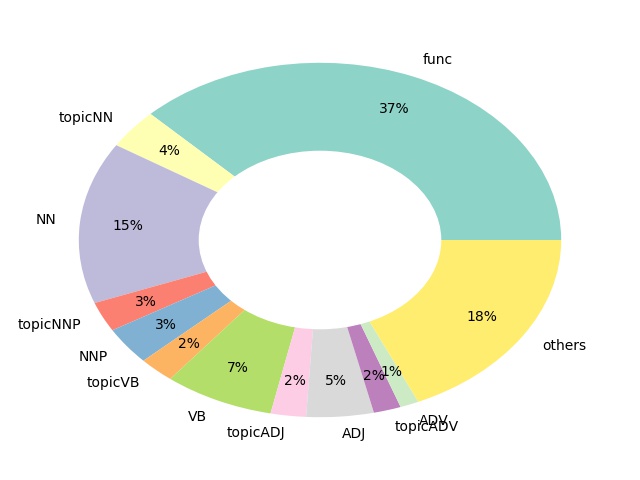 func
37%
topicNN
4%
NN
15%
topicNNP
3%
NNP
3%
topicVB
2%
VB
7%
topicADJ
2%
ADJ
5%
topicADV
2%
ADV
1%
others
18%